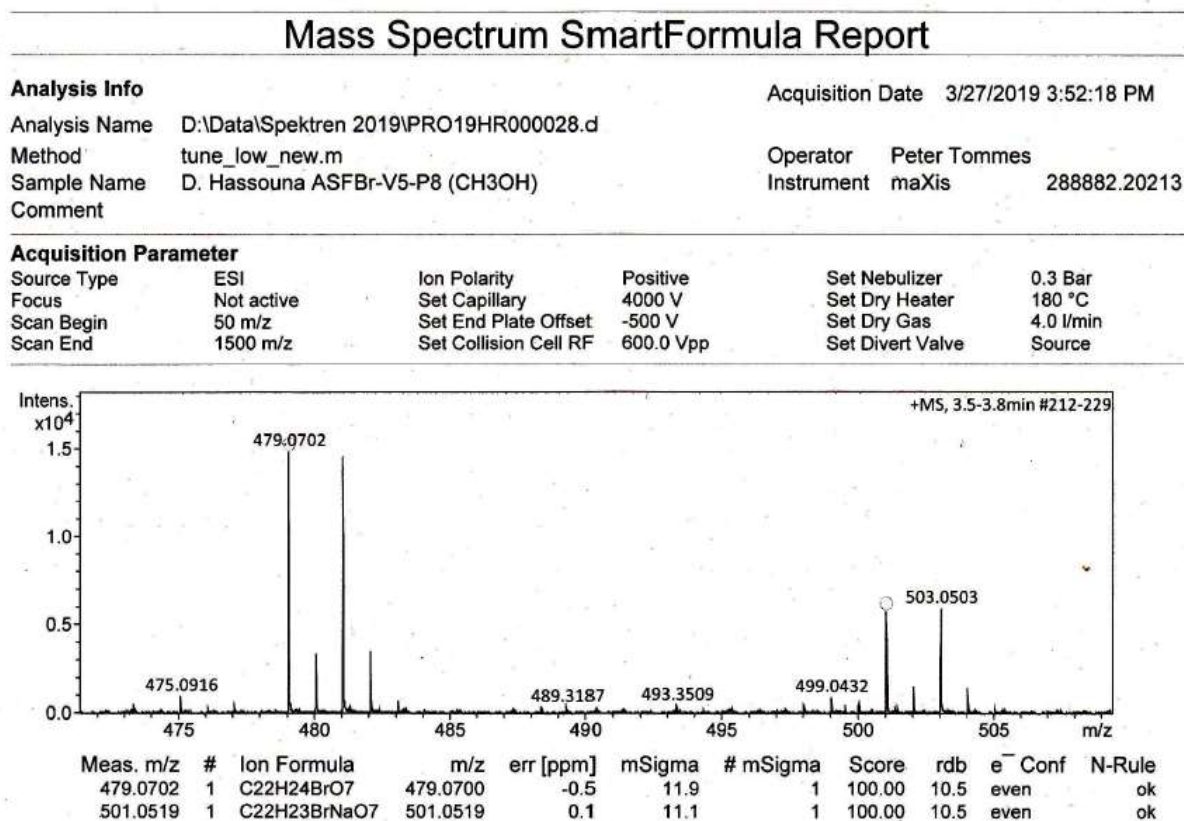 Mass Spectrum SmartFormula Report
Analysis Info
Acquisition Date 3/27/2019 3:52:18 PM
Analysis Name D:\Data\Spektren 2019\PRO19HR000028.d
Method tune_low_new.m
Operator Peter Tommes
Sample Name D. Hassouna ASFBr-V5-P8 (CH3OH)
Instrument maXis 288882.20213
Comment
Acquisition Parameter
Source Type ESI Ion Polarity Positive Set Nebulizer 0.3 Bar
Focus Not active Set Capillary 4000 V Set Dry Heater 180 °C
Scan Begin 50 m/z Set End Plate Offset -500 V Set Dry Gas 4.0 l/min
Scan End 1500 m/z Set Collision Cell RF 600.0 Vpp Set Divert Valve Source
Intens.
x10⁴
+MS, 3.5-3.8min #212-229
479.0702
1.5
1.0
503.0503
0.5
475.0916
489.3187
493.3509
499.0432
0.0
475 480 485 490 495 500 505 m/z
Meas. m/z # Ion Formula m/z err [ppm] mSigma # mSigma Score rdb e⁻ Conf N-Rule
479.0702 1 C22H24BrO7 479.0700 -0.5 11.9 1 100.00 10.5 even ok
501.0519 1 C22H23BrNaO7 501.0519 0.1 11.1 1 100.00 10.5 even ok